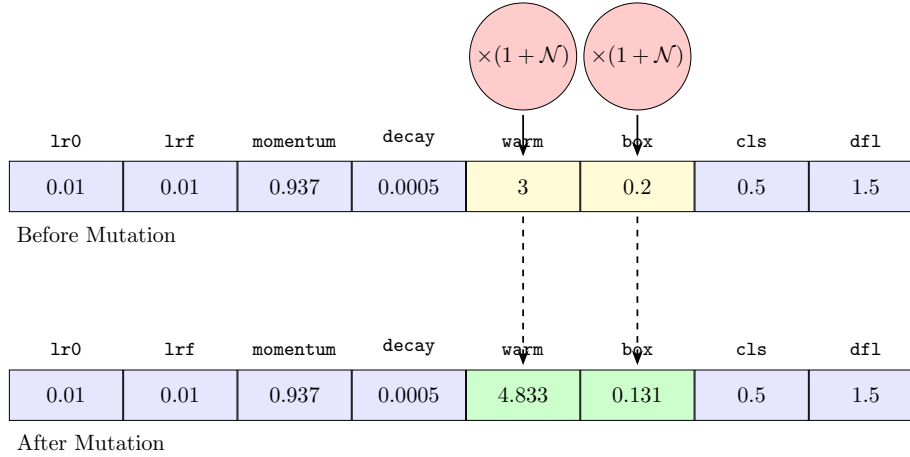 ×(1 + 𝒩) ×(1 + 𝒩)
lr0 lrf momentum decay warm box cls dfl
0.01 0.01 0.937 0.0005 3 0.2 0.5 1.5
Before Mutation
lr0 lrf momentum decay warm box cls dfl
0.01 0.01 0.937 0.0005 4.833 0.131 0.5 1.5
After Mutation